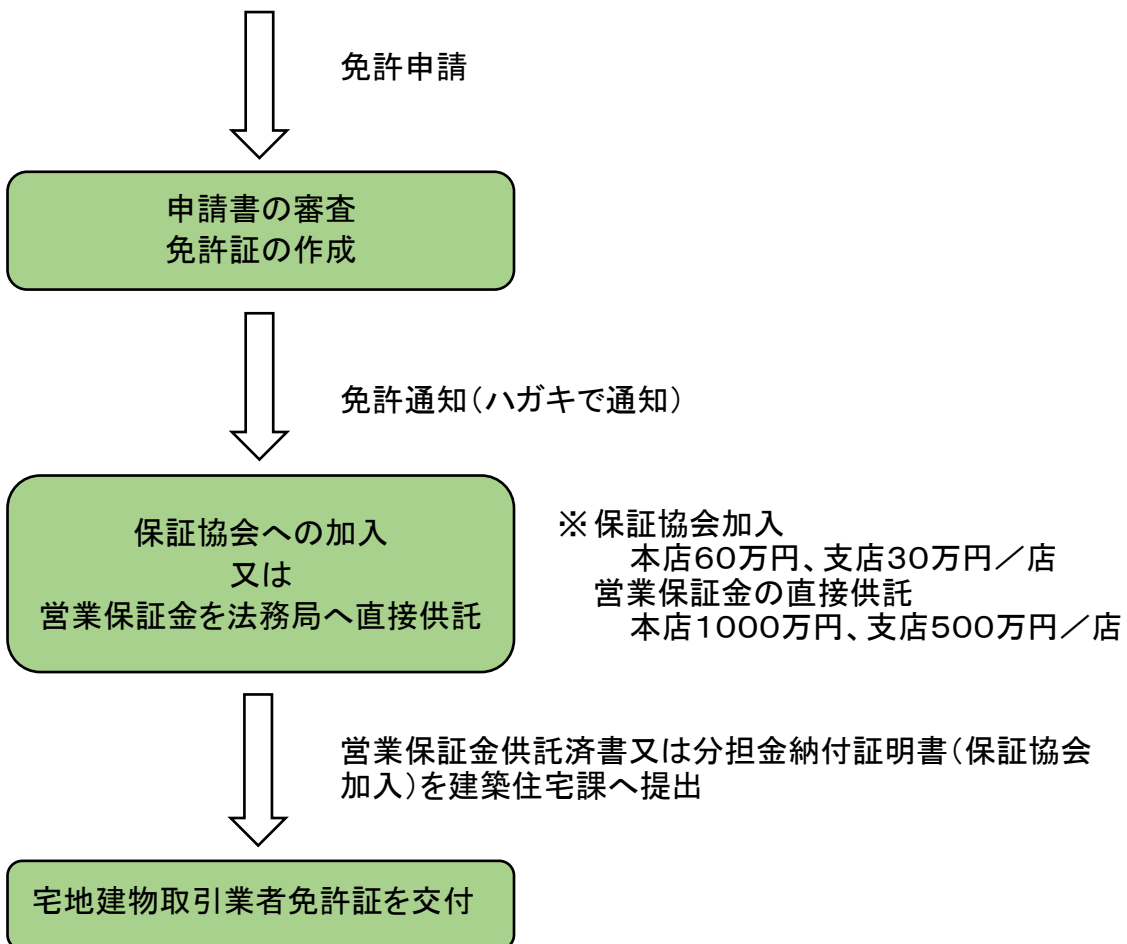 免許申請
申請書の審査
免許証の作成
免許通知(ハガキで通知)
保証協会への加入
又は
営業保証金を法務局へ直接供託
※保証協会加入
本店60万円、支店30万円/店
営業保証金の直接供託
本店1000万円、支店500万円/店
営業保証金供託済書又は分担金納付証明書(保証協会
加入)を建築住宅課へ提出
宅地建物取引業者免許証を交付